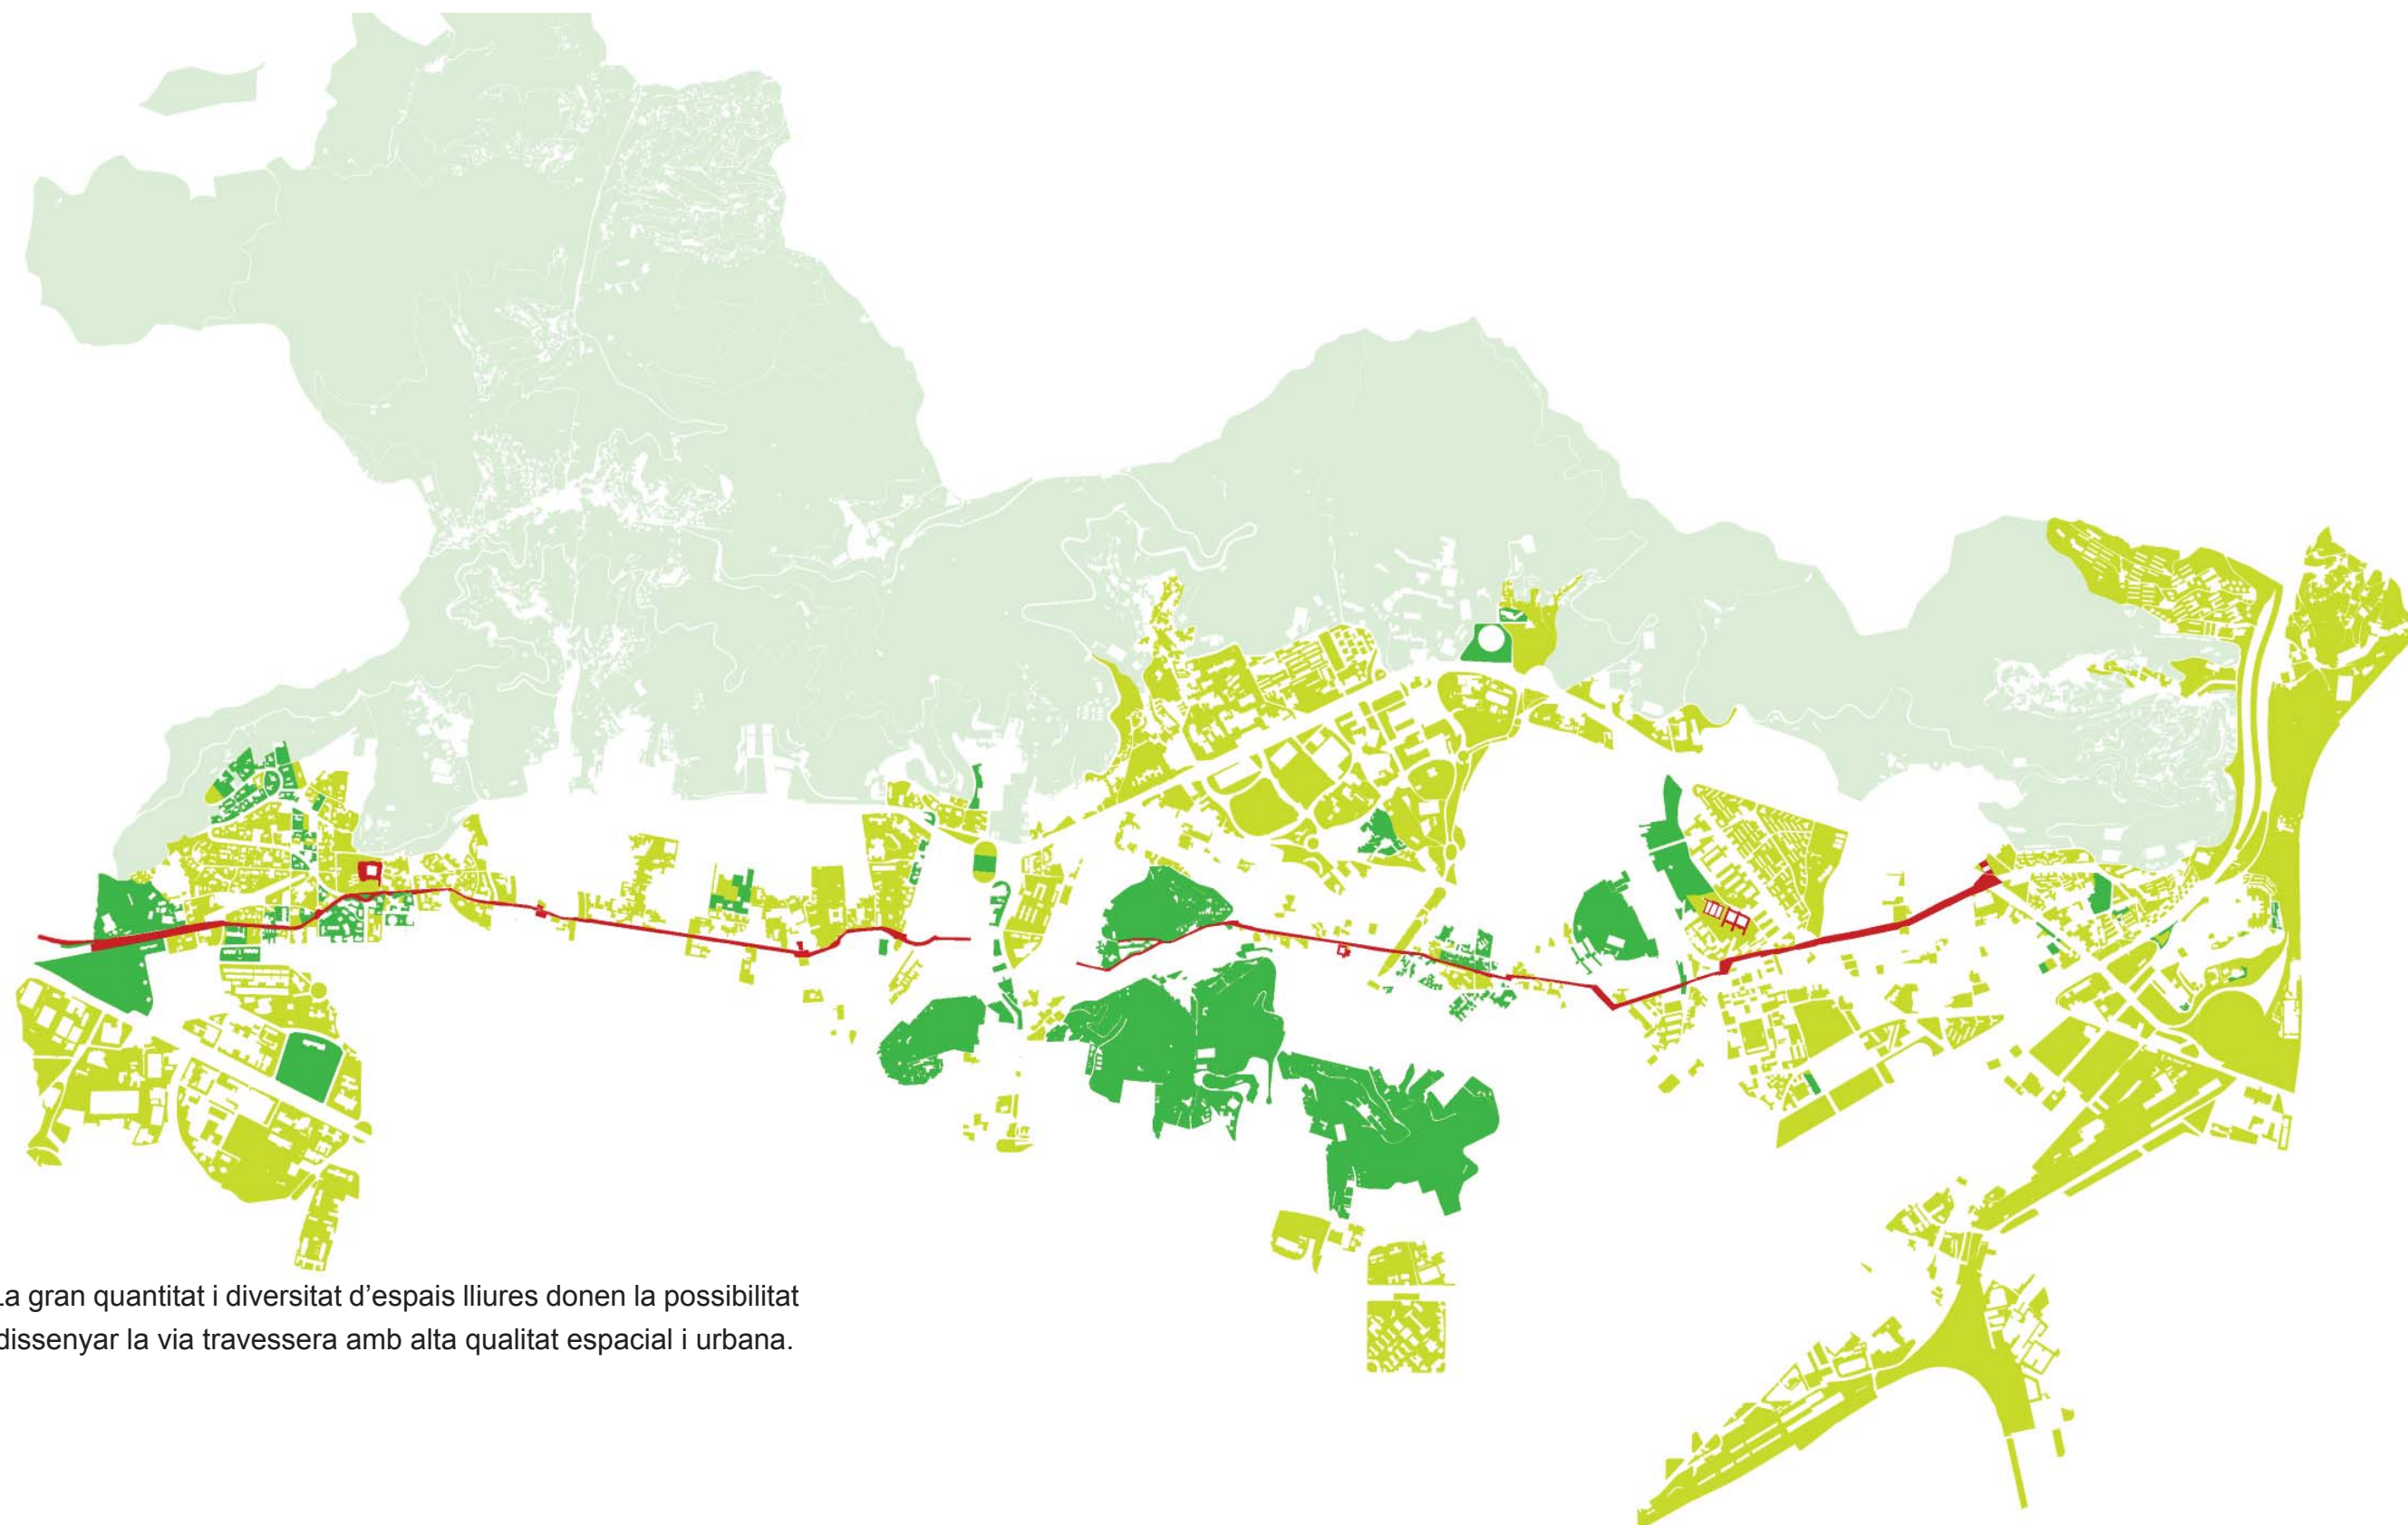 La gran quantitat i diversitat d’espais lliures donen la possibilitat
dissenyar la via travessera amb alta qualitat espacial i urbana.